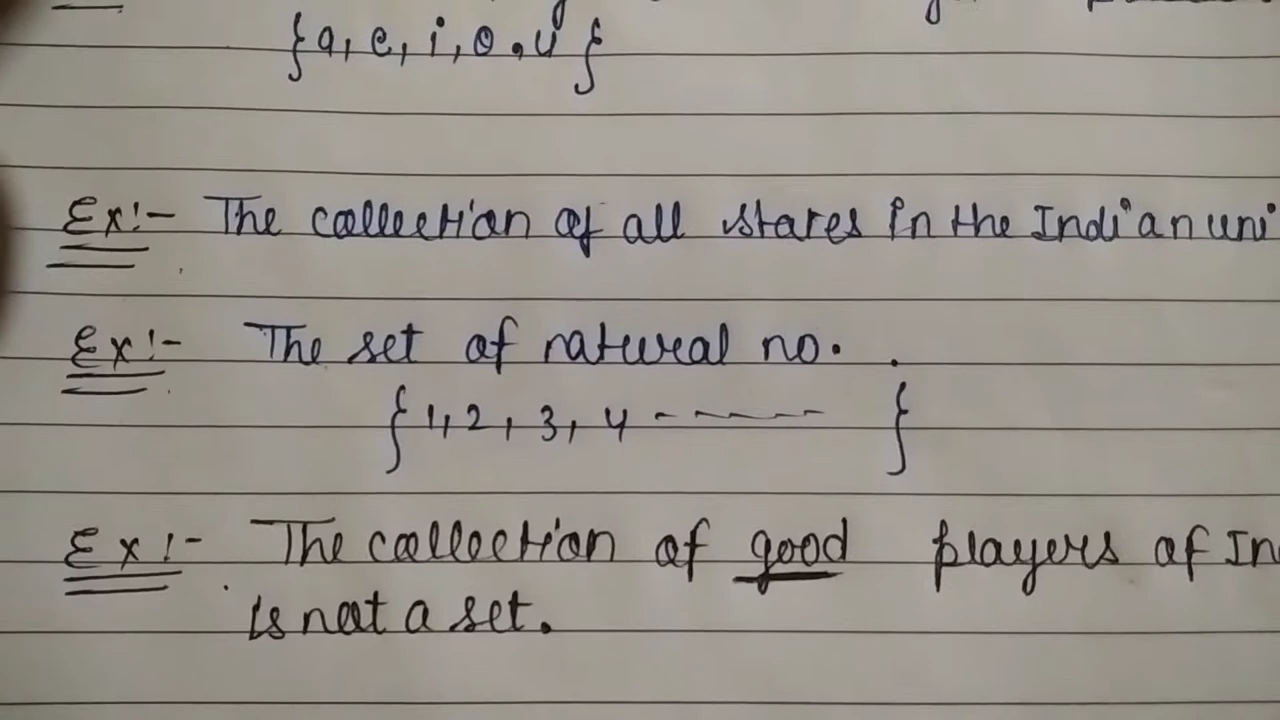 {a, e, i, o, u}
Ex:- The collection of all states in the Indian uni
Ex:- The set of natural no.
{1, 2, 3, 4 ------ }
Ex:- The collection of good players of In
is not a set.